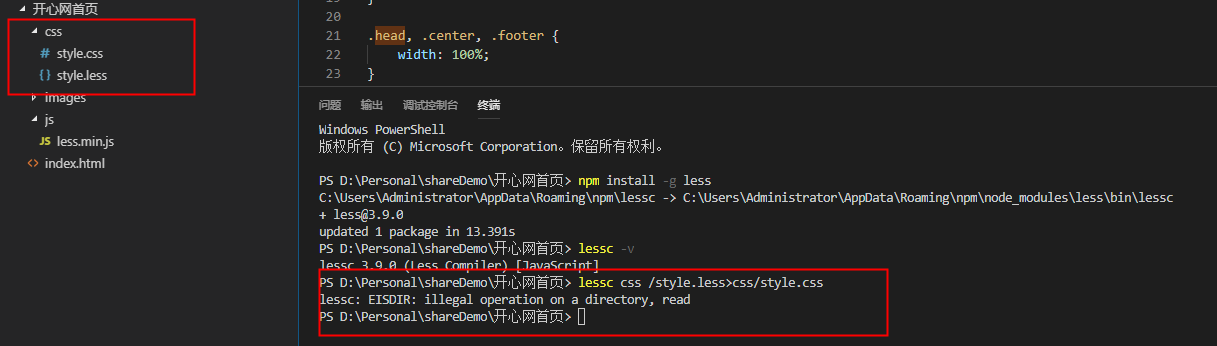 开心网首页
css
# style.css
{} style.less
images
js
JS less.min.js
<> index.html
20
21 .head, .center, .footer {
22 width: 100%;
23 }
问题 输出 调试控制台 终端
Windows PowerShell
版权所有 (C) Microsoft Corporation。保留所有权利。
PS D:\Personal\shareDemo\开心网首页> npm install -g less
C:\Users\Administrator\AppData\Roaming\npm\lessc -> C:\Users\Administrator\AppData\Roaming\npm\node_modules\less\bin\lessc
+ less@3.9.0
updated 1 package in 13.391s
PS D:\Personal\shareDemo\开心网首页> lessc -v
lessc 3.9.0 (Less Compiler) [JavaScript]
PS D:\Personal\shareDemo\开心网首页> lessc css /style.less>css/style.css
lessc: EISDIR: illegal operation on a directory, read
PS D:\Personal\shareDemo\开心网首页>